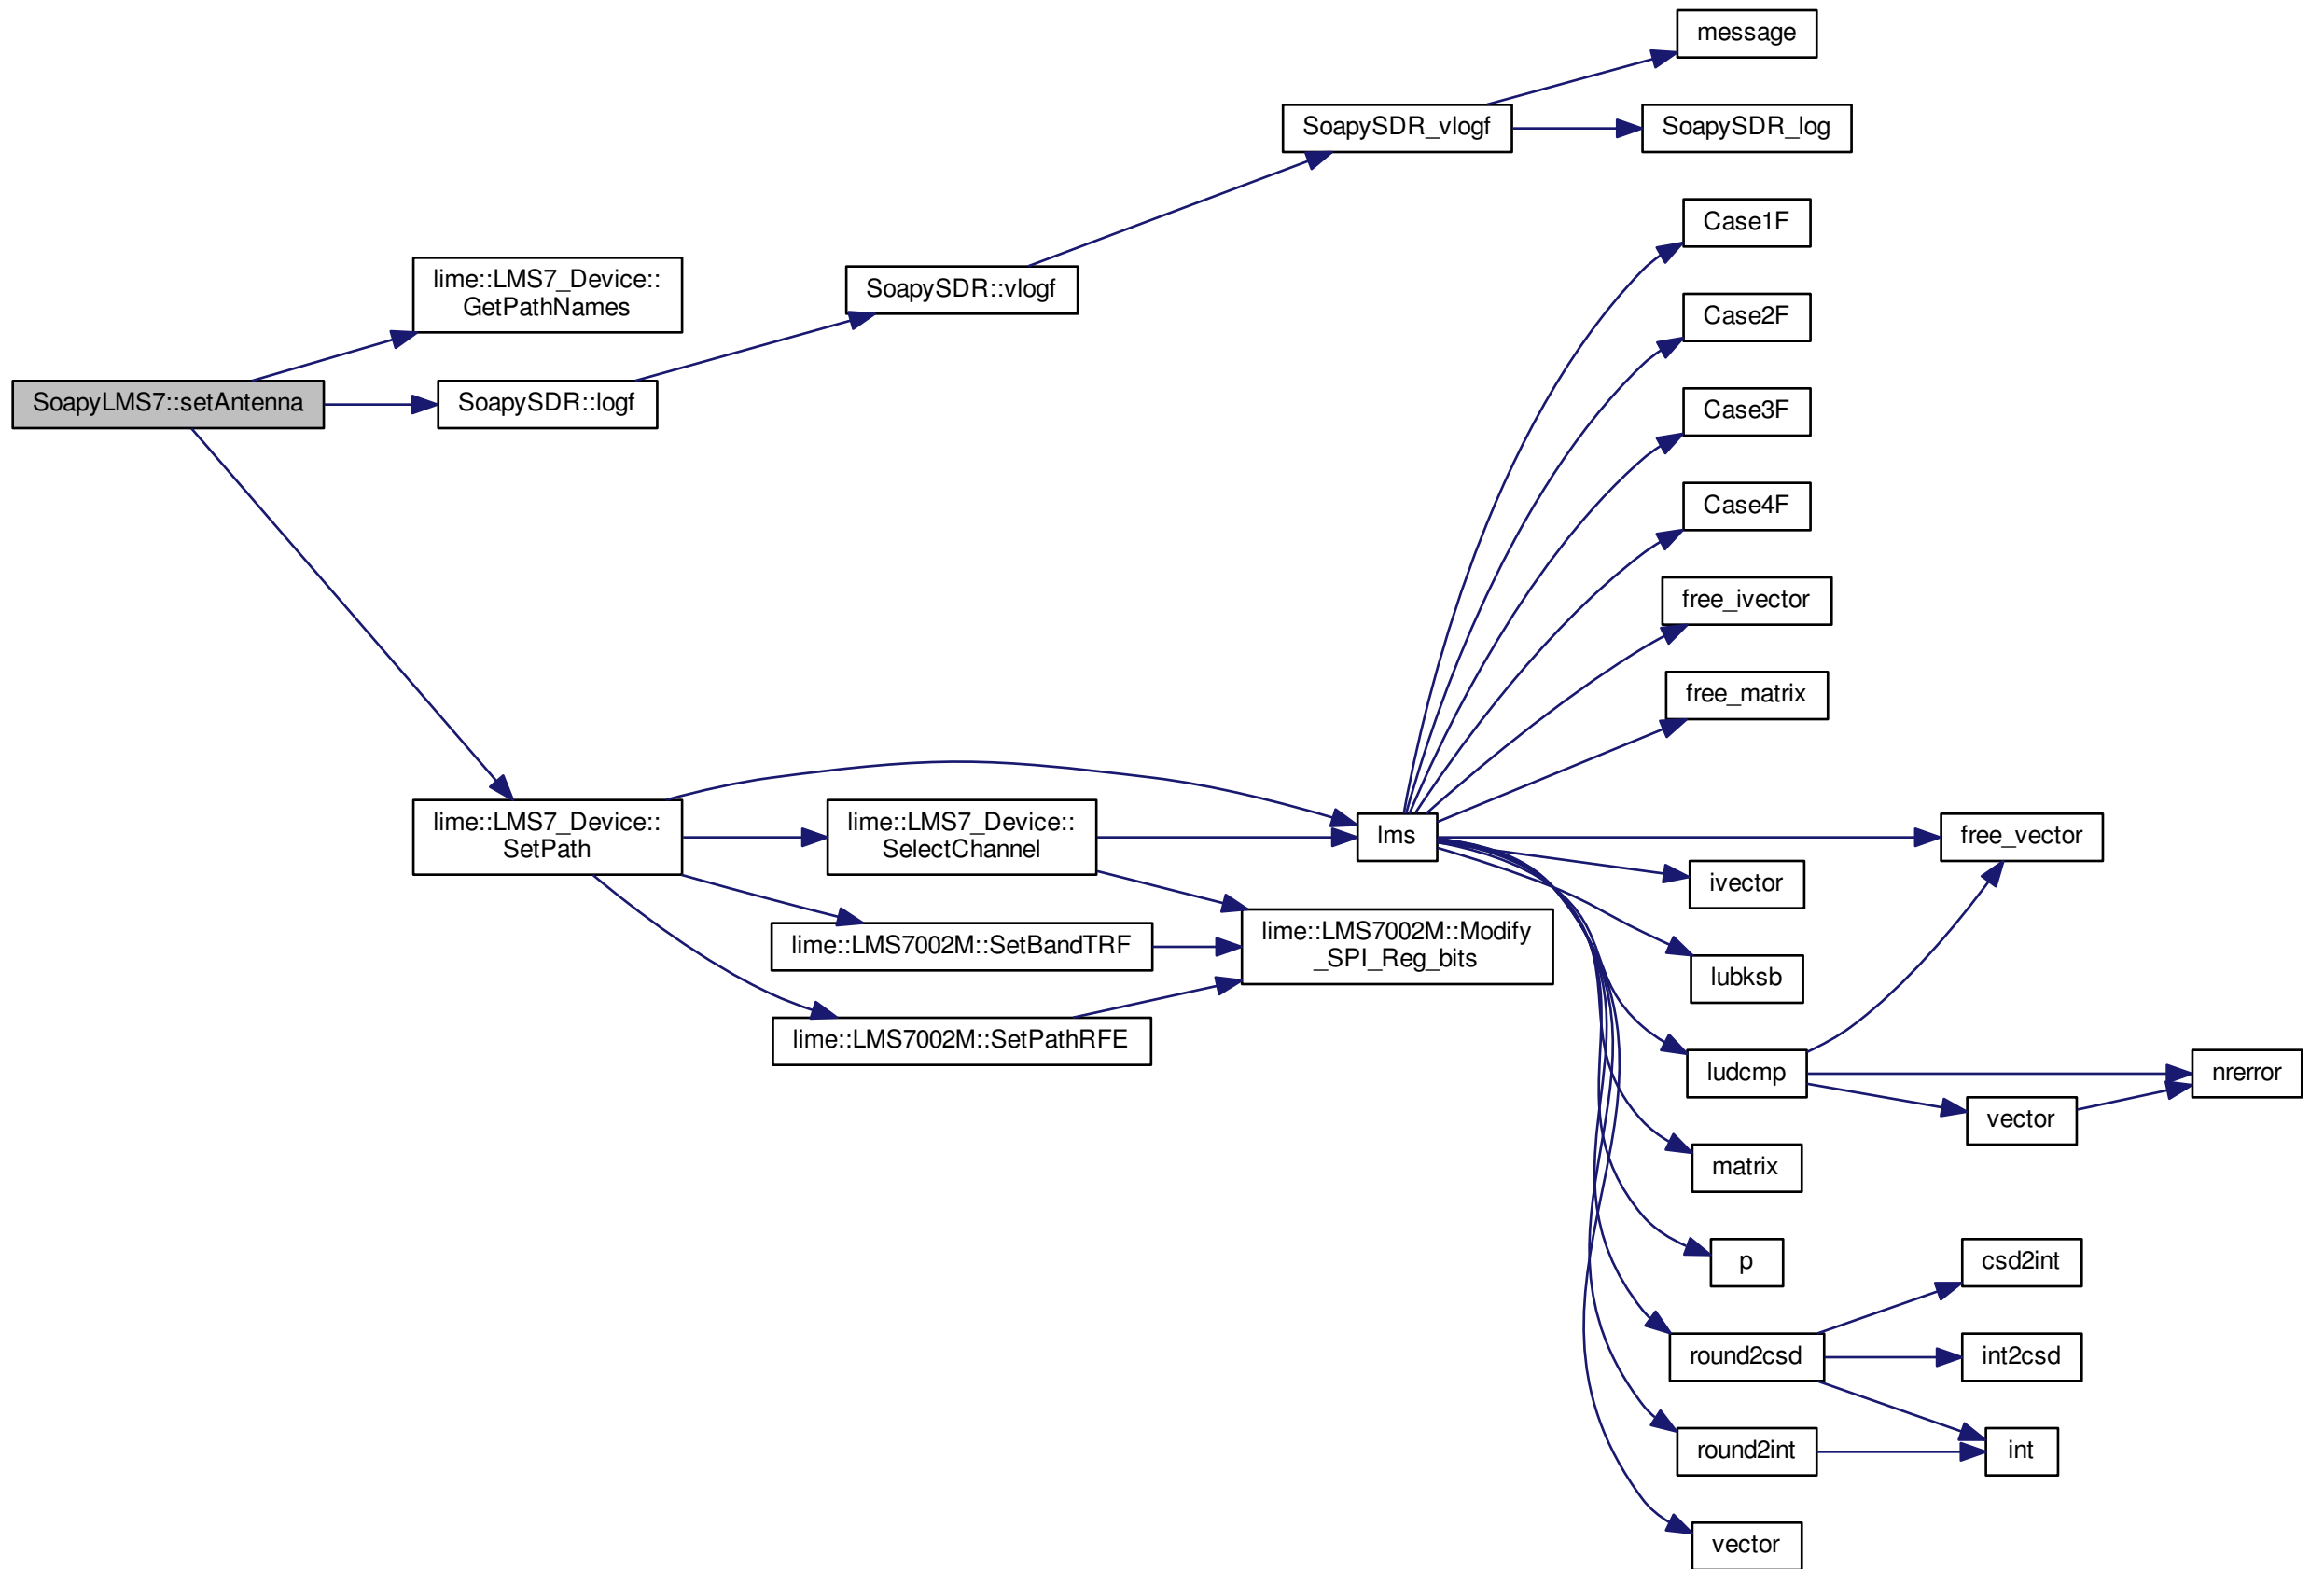 message
SoapySDR_vlogf
SoapySDR_log
Case1F
lime::LMS7_Device::
GetPathNames
SoapySDR::vlogf
Case2F
SoapyLMS7::setAntenna
SoapySDR::logf
Case3F
Case4F
free_ivector
free_matrix
lime::LMS7_Device::
SetPath
lime::LMS7_Device::
SelectChannel
lms
free_vector
ivector
lime::LMS7002M::SetBandTRF
lime::LMS7002M::Modify
_SPI_Reg_bits
lubksb
lime::LMS7002M::SetPathRFE
ludcmp
nrerror
vector
matrix
p
csd2int
round2csd
int2csd
round2int
int
vector